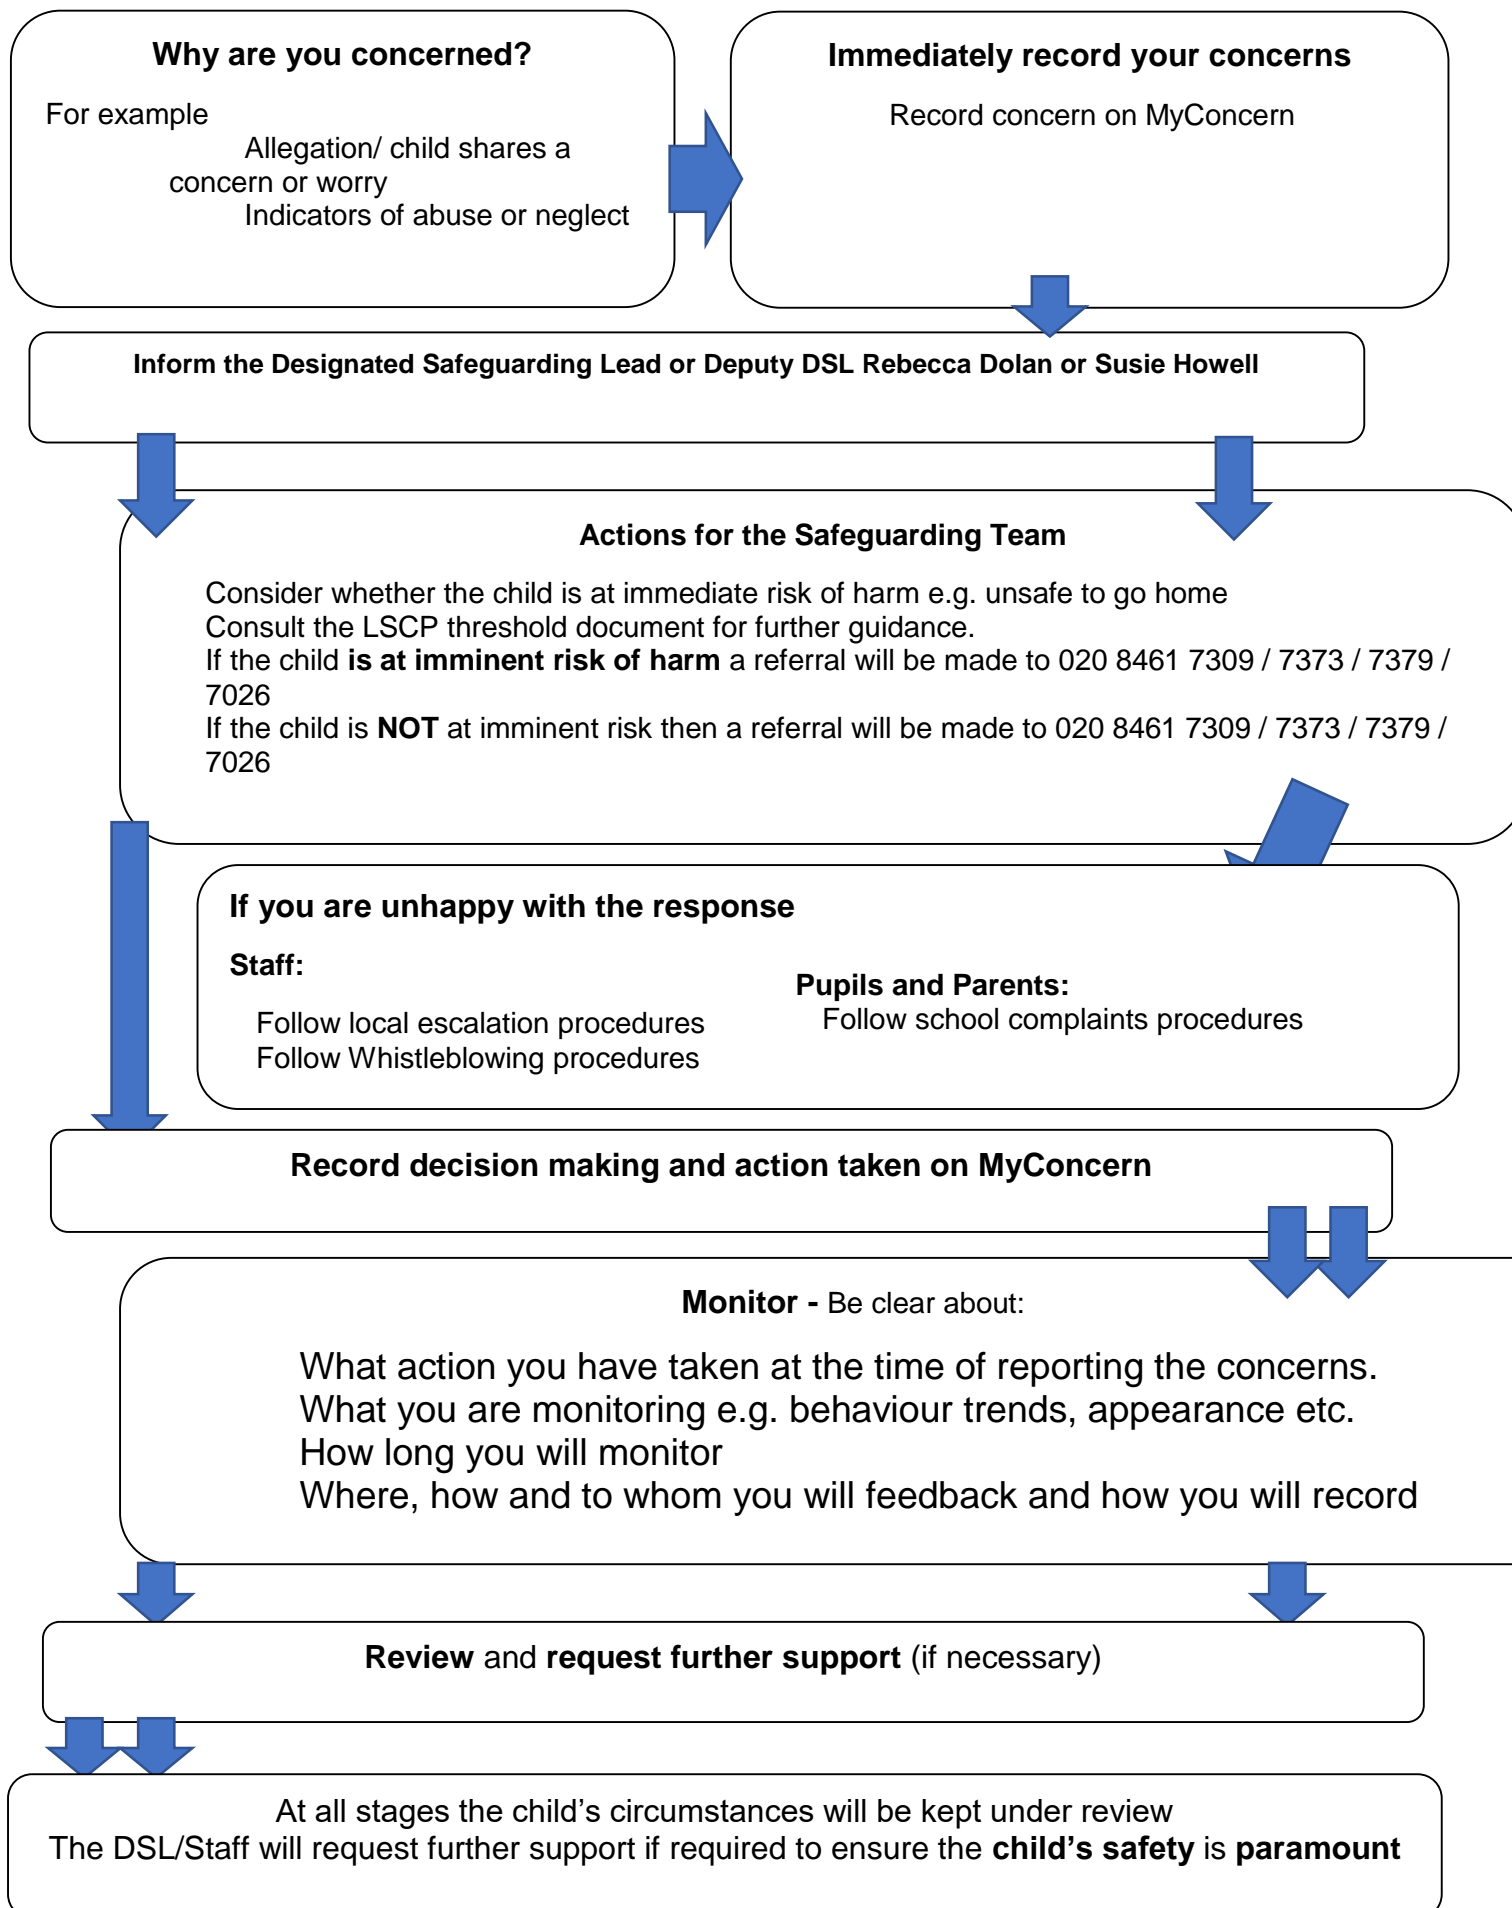 Why are you concerned?
For example
Allegation/ child shares a
concern or worry
Indicators of abuse or neglect
Immediately record your concerns
Record concern on MyConcern
Inform the Designated Safeguarding Lead or Deputy DSL Rebecca Dolan or Susie Howell
Actions for the Safeguarding Team
Consider whether the child is at immediate risk of harm e.g. unsafe to go home
Consult the LSCP threshold document for further guidance.
If the child is at imminent risk of harm a referral will be made to 020 8461 7309 / 7373 / 7379 /
7026
If the child is NOT at imminent risk then a referral will be made to 020 8461 7309 / 7373 / 7379 /
7026
If you are unhappy with the response
Staff:
Follow local escalation procedures
Follow Whistleblowing procedures
Pupils and Parents:
Follow school complaints procedures
Record decision making and action taken on MyConcern
Monitor - Be clear about:
What action you have taken at the time of reporting the concerns.
What you are monitoring e.g. behaviour trends, appearance etc.
How long you will monitor
Where, how and to whom you will feedback and how you will record
Review and request further support (if necessary)
At all stages the child’s circumstances will be kept under review
The DSL/Staff will request further support if required to ensure the child’s safety is paramount